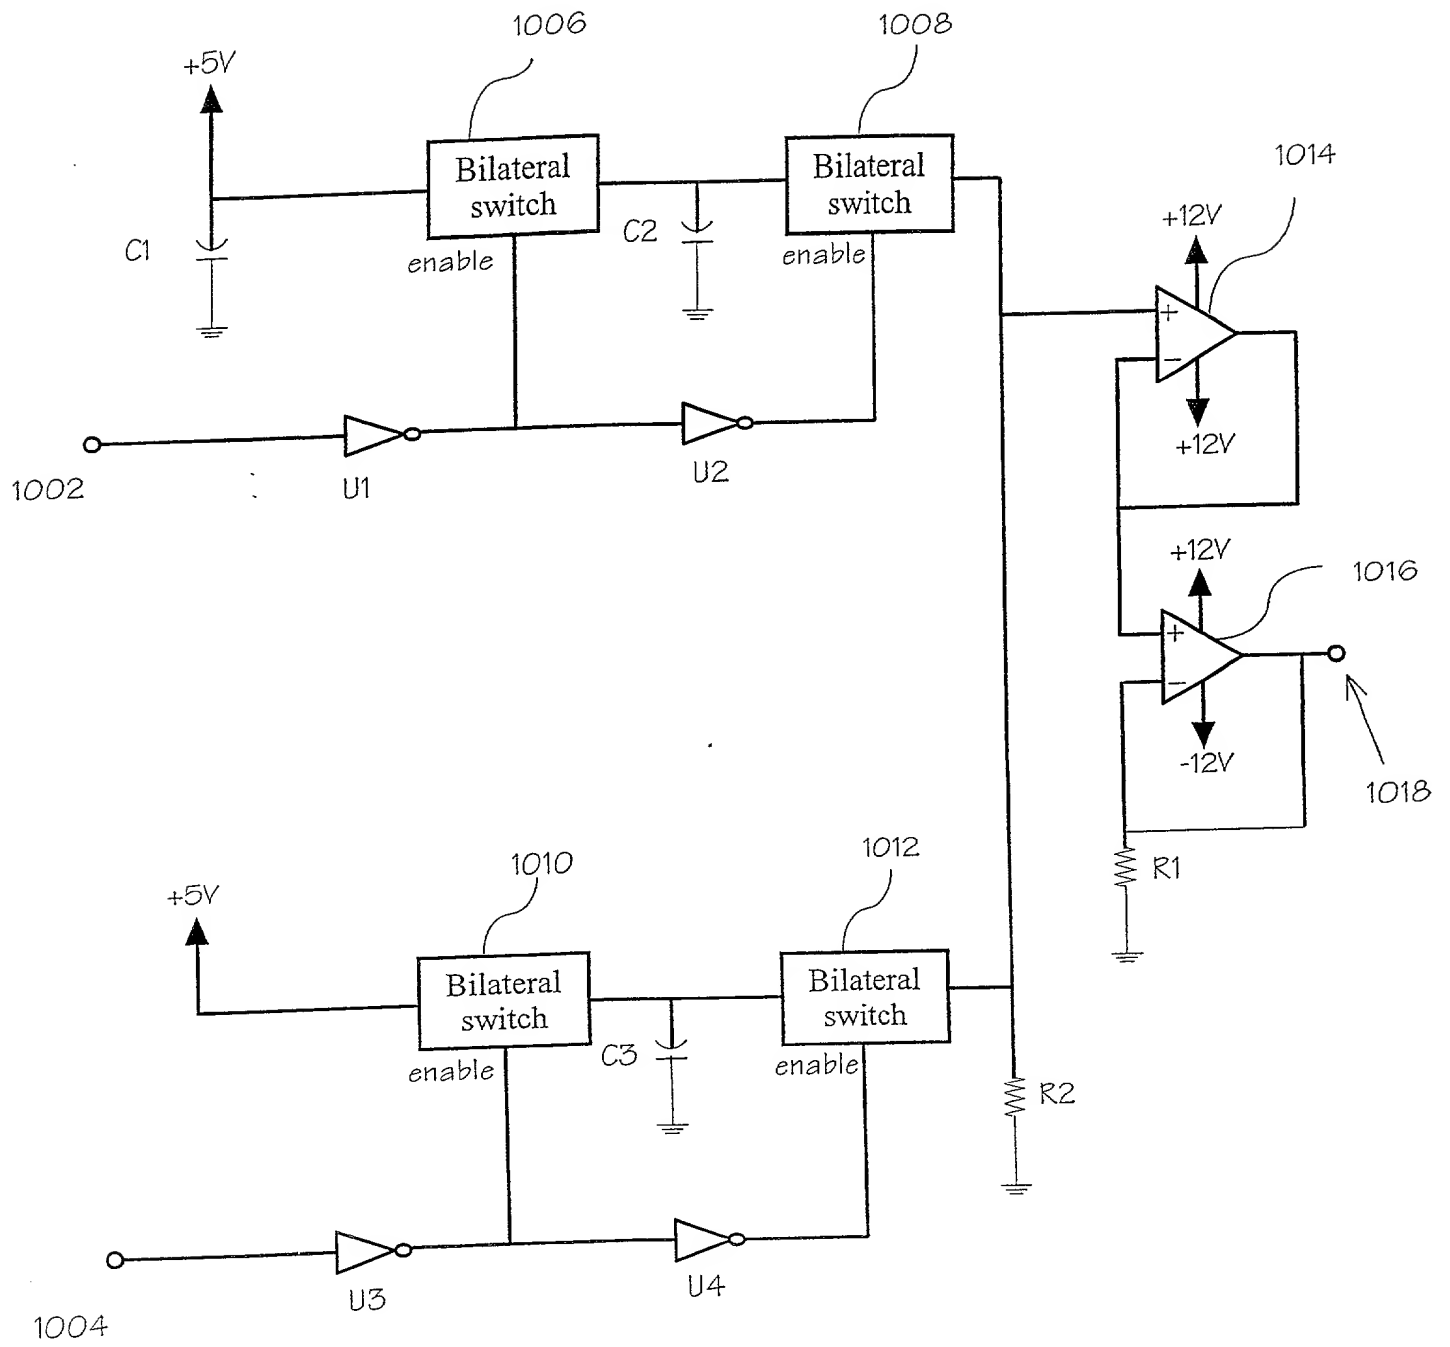 1006
1008
+5V
1014
Bilateral
switch
Bilateral
switch
C1
C2
enable
enable
+12V
+
−
+12V
1002
U1
U2
+12V
1016
+
−
-12V
1018
1010
1012
R1
+5V
Bilateral
switch
Bilateral
switch
enable
C3
enable
R2
1004
U3
U4